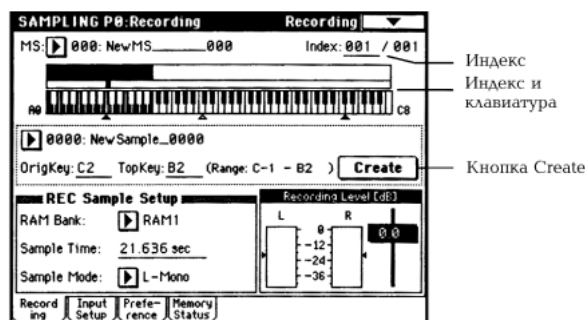 SAMPLING P0:Recording Recording
MS: 000: NewMS______000 Index: 001 / 001
Индекс
Индекс и
клавиатура
A0 C8
0000: NewSample_0000
OrigKey: C2 TopKey: B2 (Range: C-1 - B2 ) Create
Кнопка Create
REC Sample Setup
Recording Level [dB]
RAM Bank: RAM1
L R
Sample Time: 21.636 sec
0
-12
-24
-36
0.0
Sample Mode: L-Mono
Record Input Prefe- Memory
ing Setup rence Status